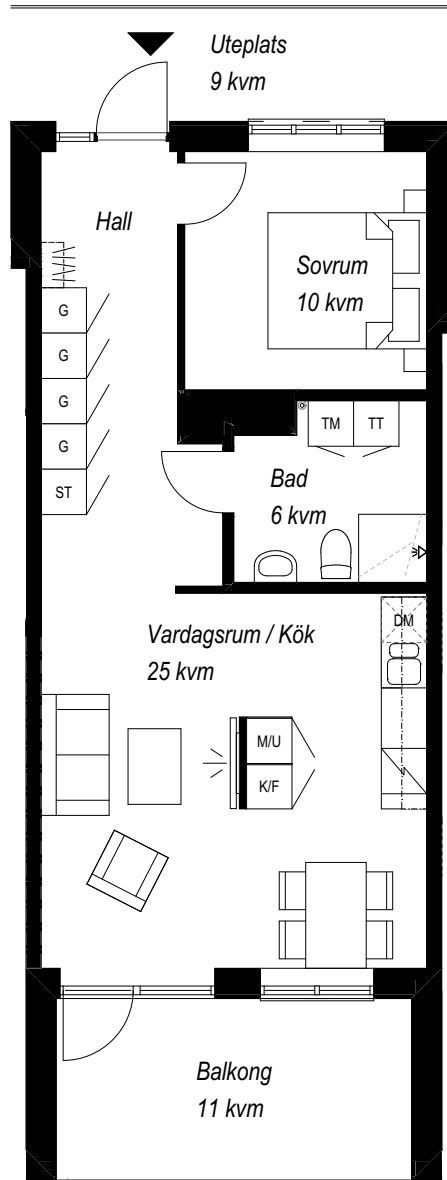 Uteplats
9 kvm
Hall
Sovrum
10 kvm
G
G
G
G
ST
TM TT
Bad
6 kvm
Vardagsrum / Kök
25 kvm
DM
M/U
K/F
Balkong
11 kvm